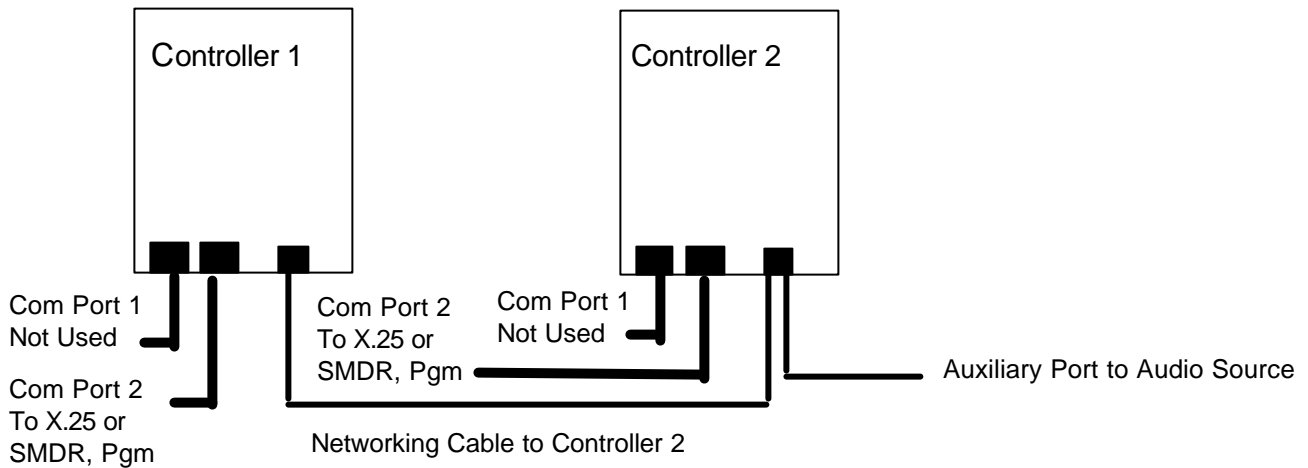 Controller 1
Controller 2
Com Port 1
Not Used
Com Port 2
To X.25 or
SMDR, Pgm
Com Port 2
To X.25 or
SMDR, Pgm
Com Port 1
Not Used
Auxiliary Port to Audio Source
Networking Cable to Controller 2